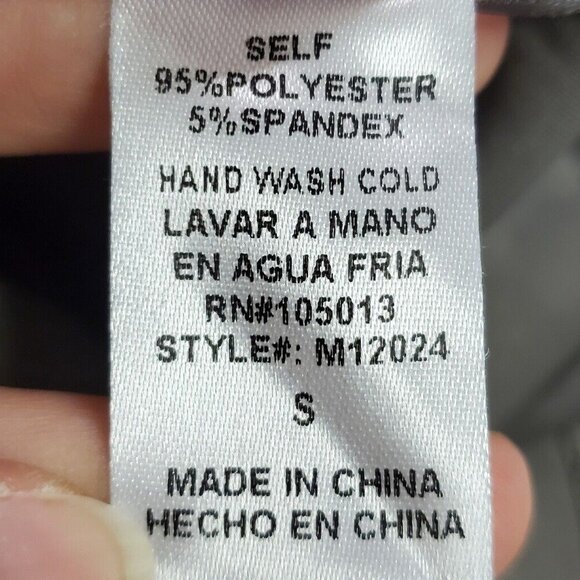 SELF
95%POLYESTER
5%SPANDEX
HAND WASH COLD
LAVAR A MANO
EN AGUA FRIA
RN#105013
STYLE#: M12024
S
MADE IN CHINA
HECHO EN CHINA